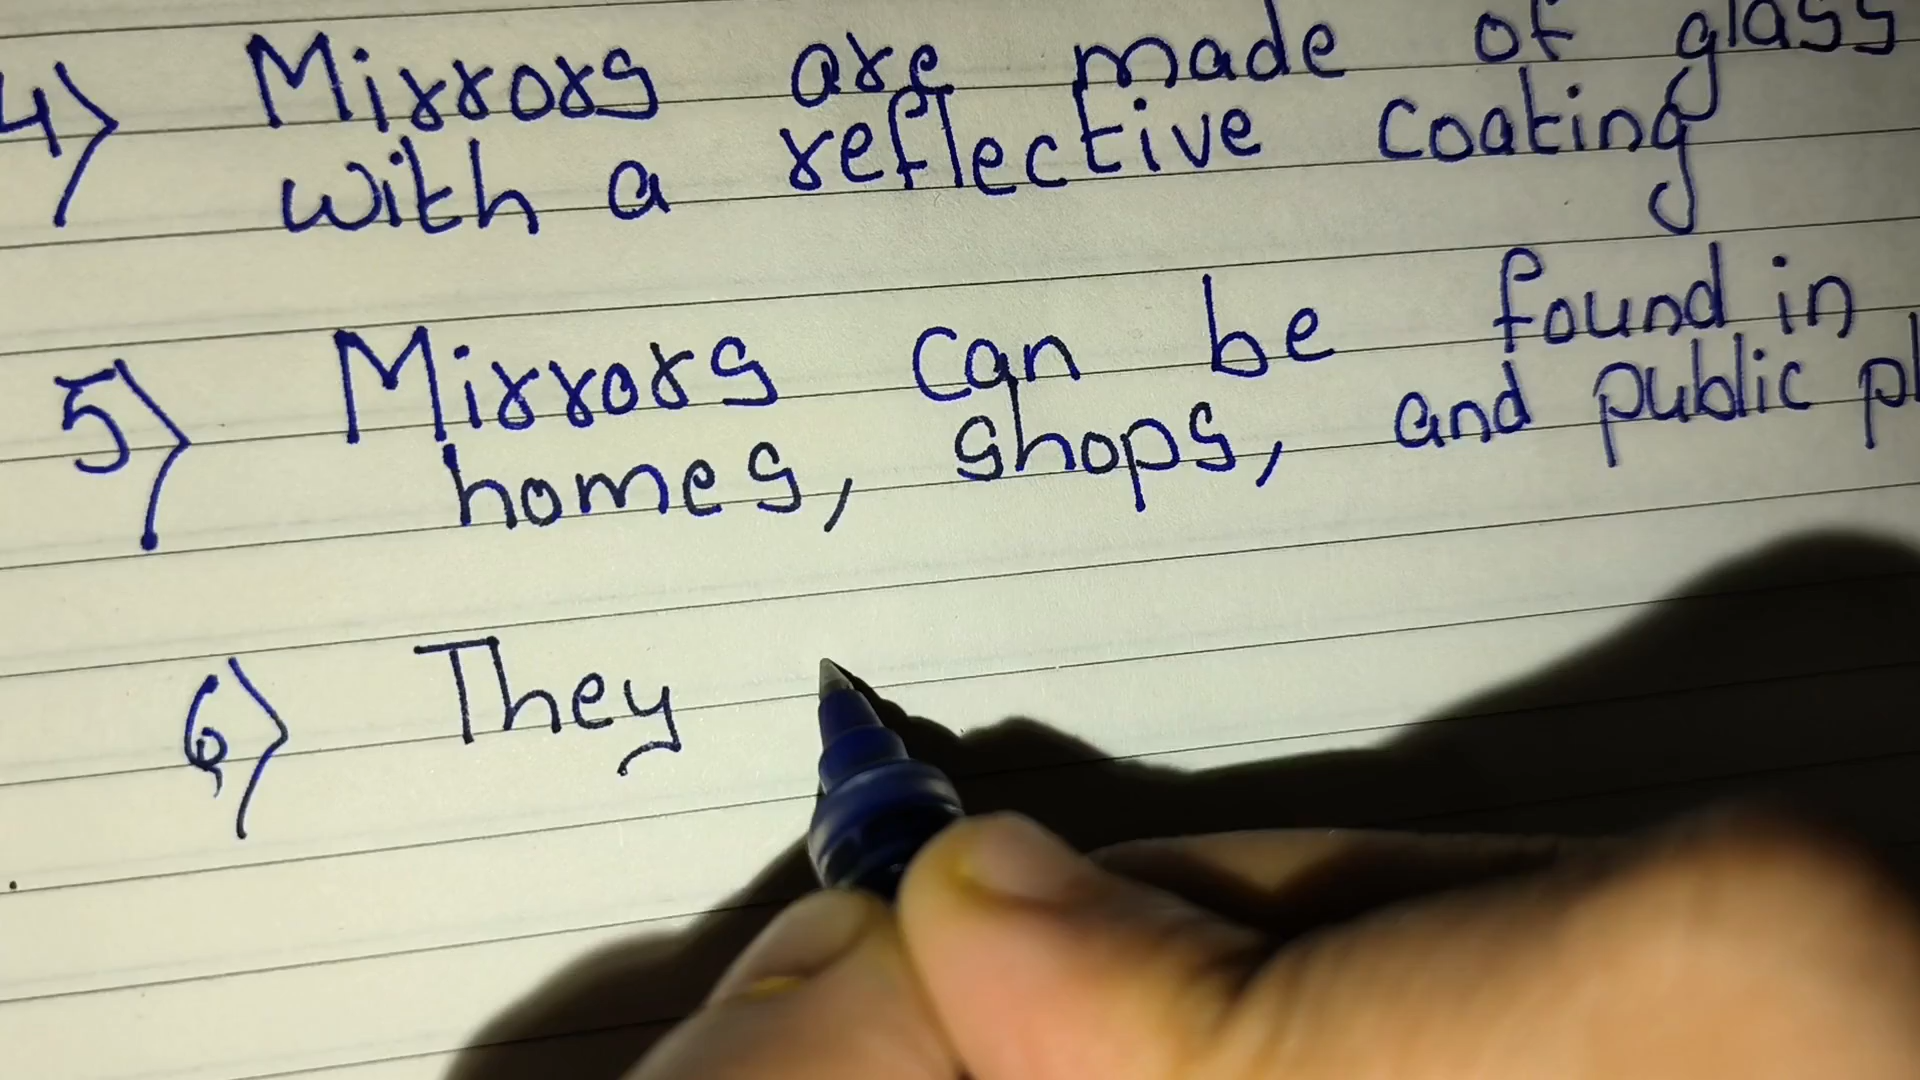 4) Mirrors are made of glass
with a reflective coating
5) Mirrors can be found in
homes, shops, and public pl
6) They